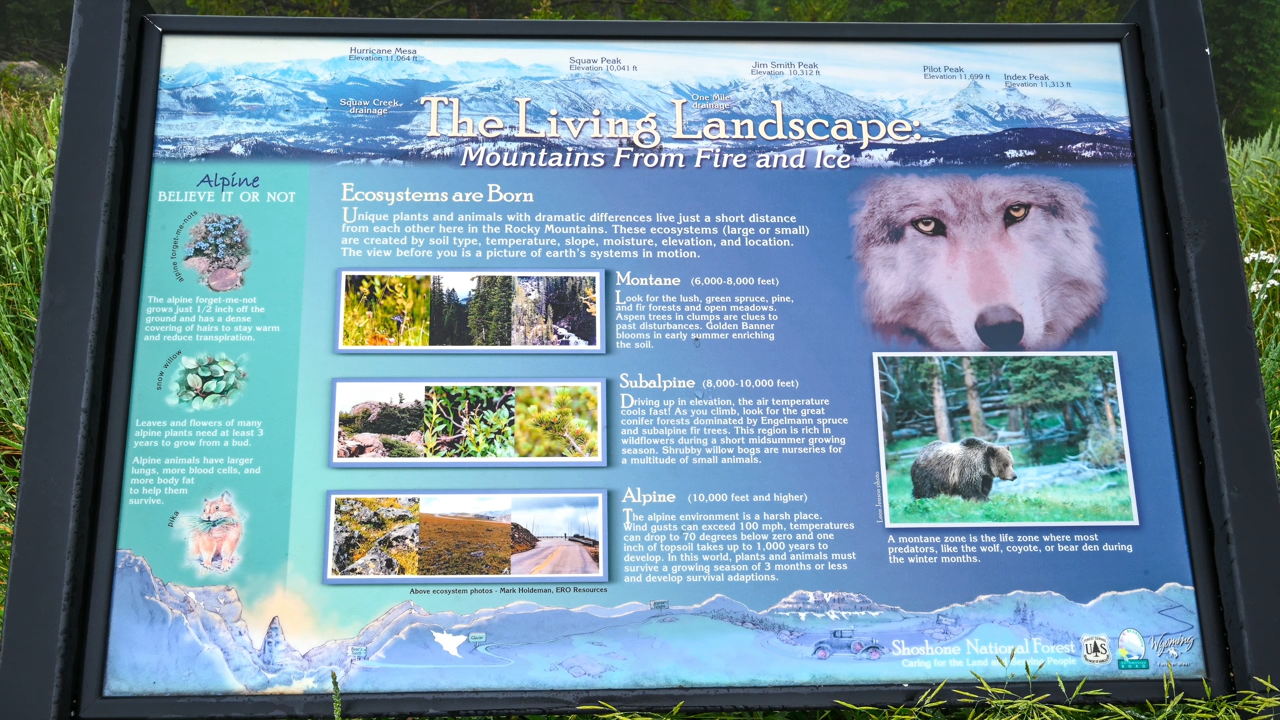 Hurricane Mesa
Elevation 11,064 ft
Squaw Peak
Elevation 10,041 ft
Jim Smith Peak
Elevation 10,312 ft
Pilot Peak
Elevation 11,699 ft
Index Peak
Elevation 11,313 ft
Squaw Creek
drainage
One Mile
drainage
The Living Landscape:
Mountains From Fire and Ice
Alpine
BELIEVE IT OR NOT
alpine forget-me-nots
The alpine forget-me-not
grows just 1/2 inch off the
ground and has a dense
covering of hairs to stay warm
and reduce transpiration.
snow willow
Leaves and flowers of many
alpine plants need at least 3
years to grow from a bud.
Alpine animals have larger
lungs, more blood cells, and
more body fat
to help them
survive.
pika
Ecosystems are Born
Unique plants and animals with dramatic differences live just a short distance
from each other here in the Rocky Mountains. These ecosystems (large or small)
are created by soil type, temperature, slope, moisture, elevation, and location.
The view before you is a picture of earth's systems in motion.
Montane (6,000-8,000 feet)
Look for the lush, green spruce, pine,
and fir forests and open meadows.
Aspen trees in clumps are clues to
past disturbances. Golden Banner
blooms in early summer enriching
the soil.
Subalpine (8,000-10,000 feet)
Driving up in elevation, the air temperature
cools fast! As you climb, look for the great
conifer forests dominated by Engelmann spruce
and subalpine fir trees. This region is rich in
wildflowers during a short midsummer growing
season. Shrubby willow bogs are nurseries for
a multitude of small animals.
Alpine (10,000 feet and higher)
The alpine environment is a harsh place.
Wind gusts can exceed 100 mph, temperatures
can drop to 70 degrees below zero and one
inch of topsoil takes up to 1,000 years to
develop. In this world, plants and animals must
survive a growing season of 3 months or less
and develop survival adaptions.
Above ecosystem photos - Mark Holdeman, ERO Resources
A montane zone is the life zone where most
predators, like the wolf, coyote, or bear den during
the winter months.
Shoshone National Forest
Caring for the Land and Serving People
UAS
Wyoming